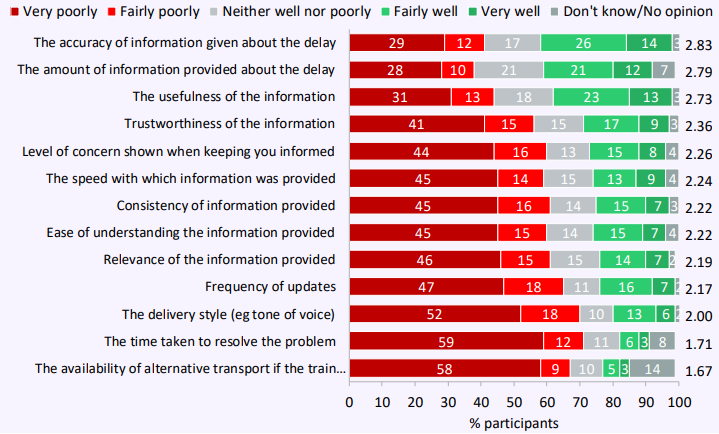 Very poorly Fairly poorly Neither well nor poorly Fairly well Very well Don't know/No opinion
The accuracy of information given about the delay 29 12 17 26 14 3 2.83
The amount of information provided about the delay 28 10 21 21 12 7 2.79
The usefulness of the information 31 13 18 23 13 3 2.73
Trustworthiness of the information 41 15 15 17 9 3 2.36
Level of concern shown when keeping you informed 44 16 13 15 8 4 2.26
The speed with which information was provided 45 14 15 13 9 4 2.24
Consistency of information provided 45 16 14 15 7 3 2.22
Ease of understanding the information provided 45 15 14 15 7 4 2.22
Relevance of the information provided 46 15 15 14 7 2 2.19
Frequency of updates 47 18 11 16 7 2 2.17
The delivery style (eg tone of voice) 52 18 10 13 6 2 2.00
The time taken to resolve the problem 59 12 11 6 3 8 1.71
The availability of alternative transport if the train… 58 9 10 5 3 14 1.67
0 10 20 30 40 50 60 70 80 90 100
% participants